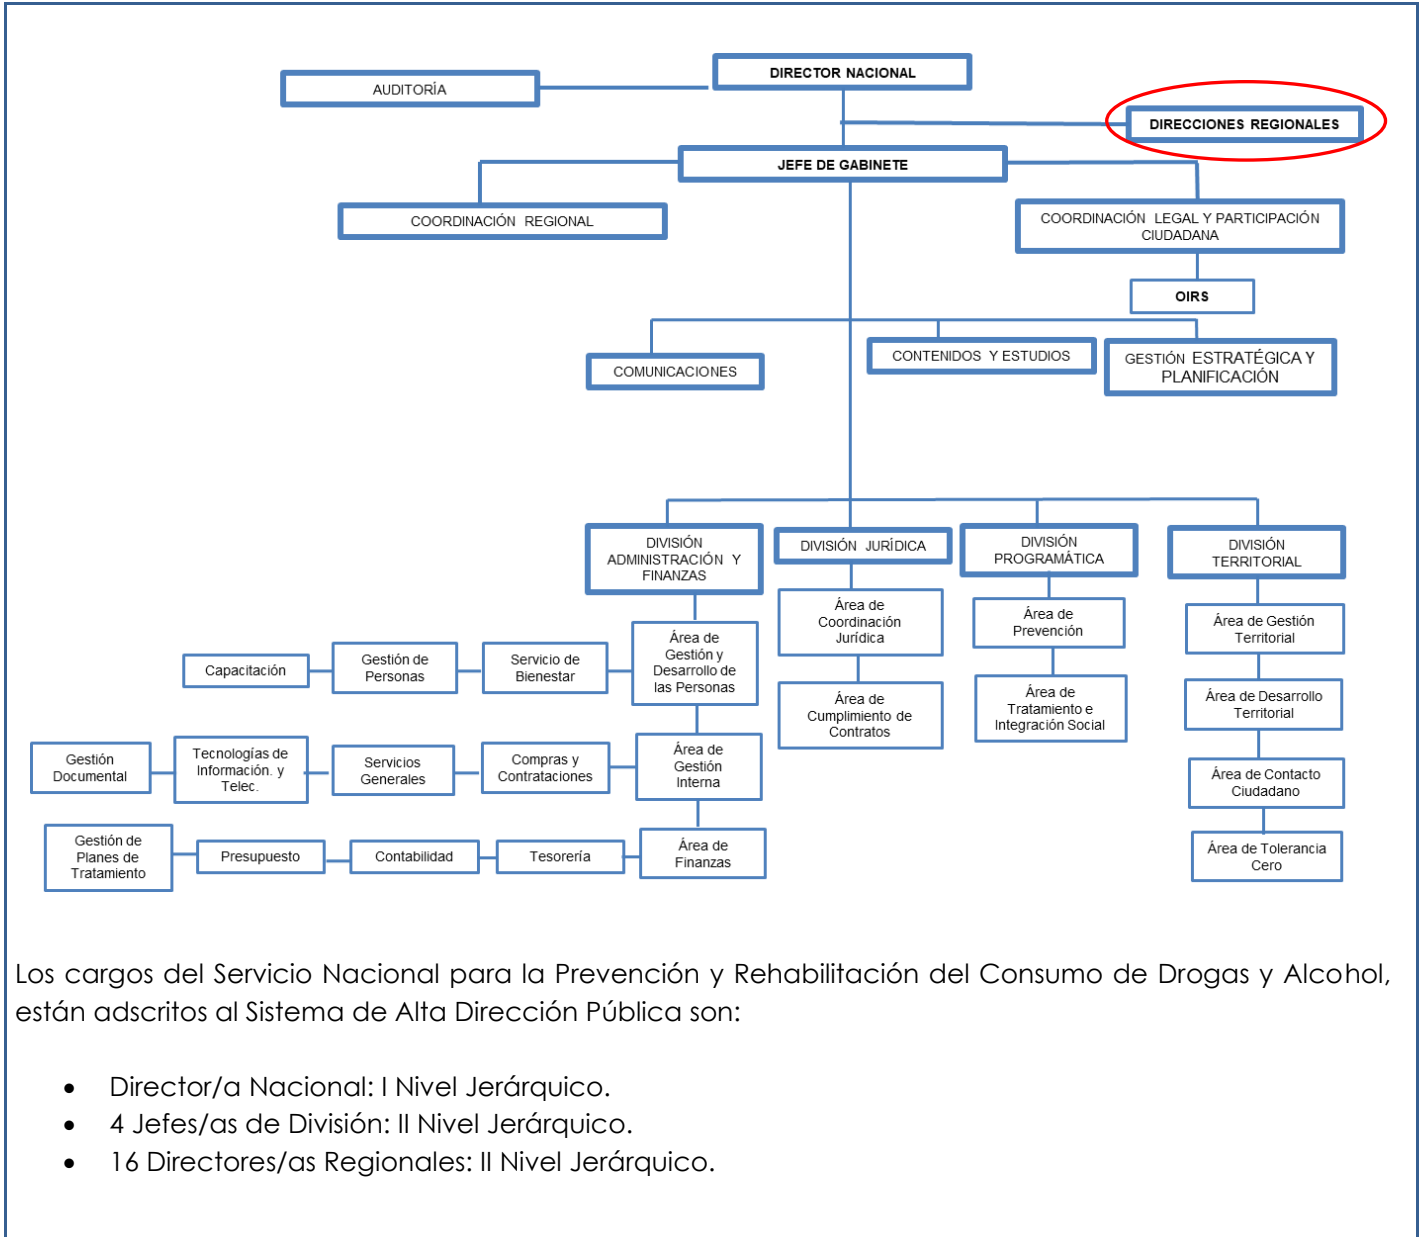 DIRECTOR NACIONAL
AUDITORÍA
DIRECCIONES REGIONALES
JEFE DE GABINETE
COORDINACIÓN REGIONAL
COORDINACIÓN LEGAL Y PARTICIPACIÓN
CIUDADANA
OIRS
COMUNICACIONES
CONTENIDOS Y ESTUDIOS
GESTIÓN ESTRATÉGICA Y
PLANIFICACIÓN
DIVISIÓN
ADMINISTRACIÓN Y
FINANZAS
DIVISIÓN JURÍDICA
DIVISIÓN
PROGRAMÁTICA
DIVISIÓN
TERRITORIAL
Área de
Coordinación
Jurídica
Área de
Prevención
Área de Gestión
Territorial
Capacitación
Gestión de
Personas
Servicio de
Bienestar
Área de
Gestión y
Desarrollo de
las Personas
Área de
Cumplimiento de
Contratos
Área de
Tratamiento e
Integración Social
Área de Desarrollo
Territorial
Gestión
Documental
Tecnologías de
Información. y
Telec.
Servicios
Generales
Compras y
Contrataciones
Área de
Gestión
Interna
Área de Contacto
Ciudadano
Gestión de
Planes de
Tratamiento
Presupuesto
Contabilidad
Tesorería
Área de
Finanzas
Área de Tolerancia
Cero
Los cargos del Servicio Nacional para la Prevención y Rehabilitación del Consumo de Drogas y Alcohol,
están adscritos al Sistema de Alta Dirección Pública son:
• Director/a Nacional: I Nivel Jerárquico.
• 4 Jefes/as de División: II Nivel Jerárquico.
• 16 Directores/as Regionales: II Nivel Jerárquico.